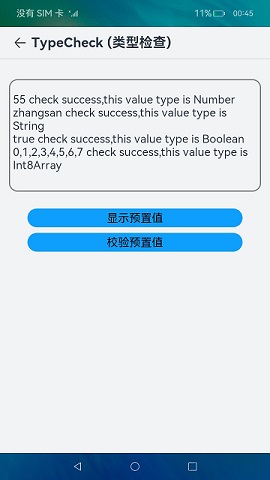 没有 SIM 卡 11% 00:45
TypeCheck (类型检查)
55 check success,this value type is Number
zhangsan check success,this value type is
String
true check success,this value type is Boolean
0,1,2,3,4,5,6,7 check success,this value type is
Int8Array
显示预置值
校验预置值